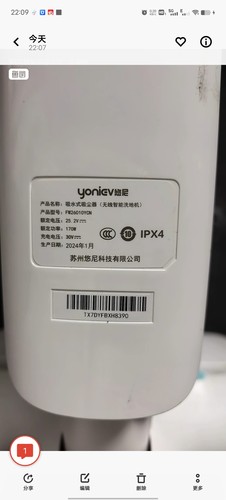 22:09
今天
22:07
yoniev悠尼
产品名称：吸水式吸尘器（无线智能洗地机）
产品型号：FW260101YCN
额定电压：25.2V⎓
额定功率：170W
充电电压：30V⎓
生产日期：2024年1月
IPX4
苏州悠尼科技有限公司
TX7DYFBXHB390
1
分享
编辑
删除
更多